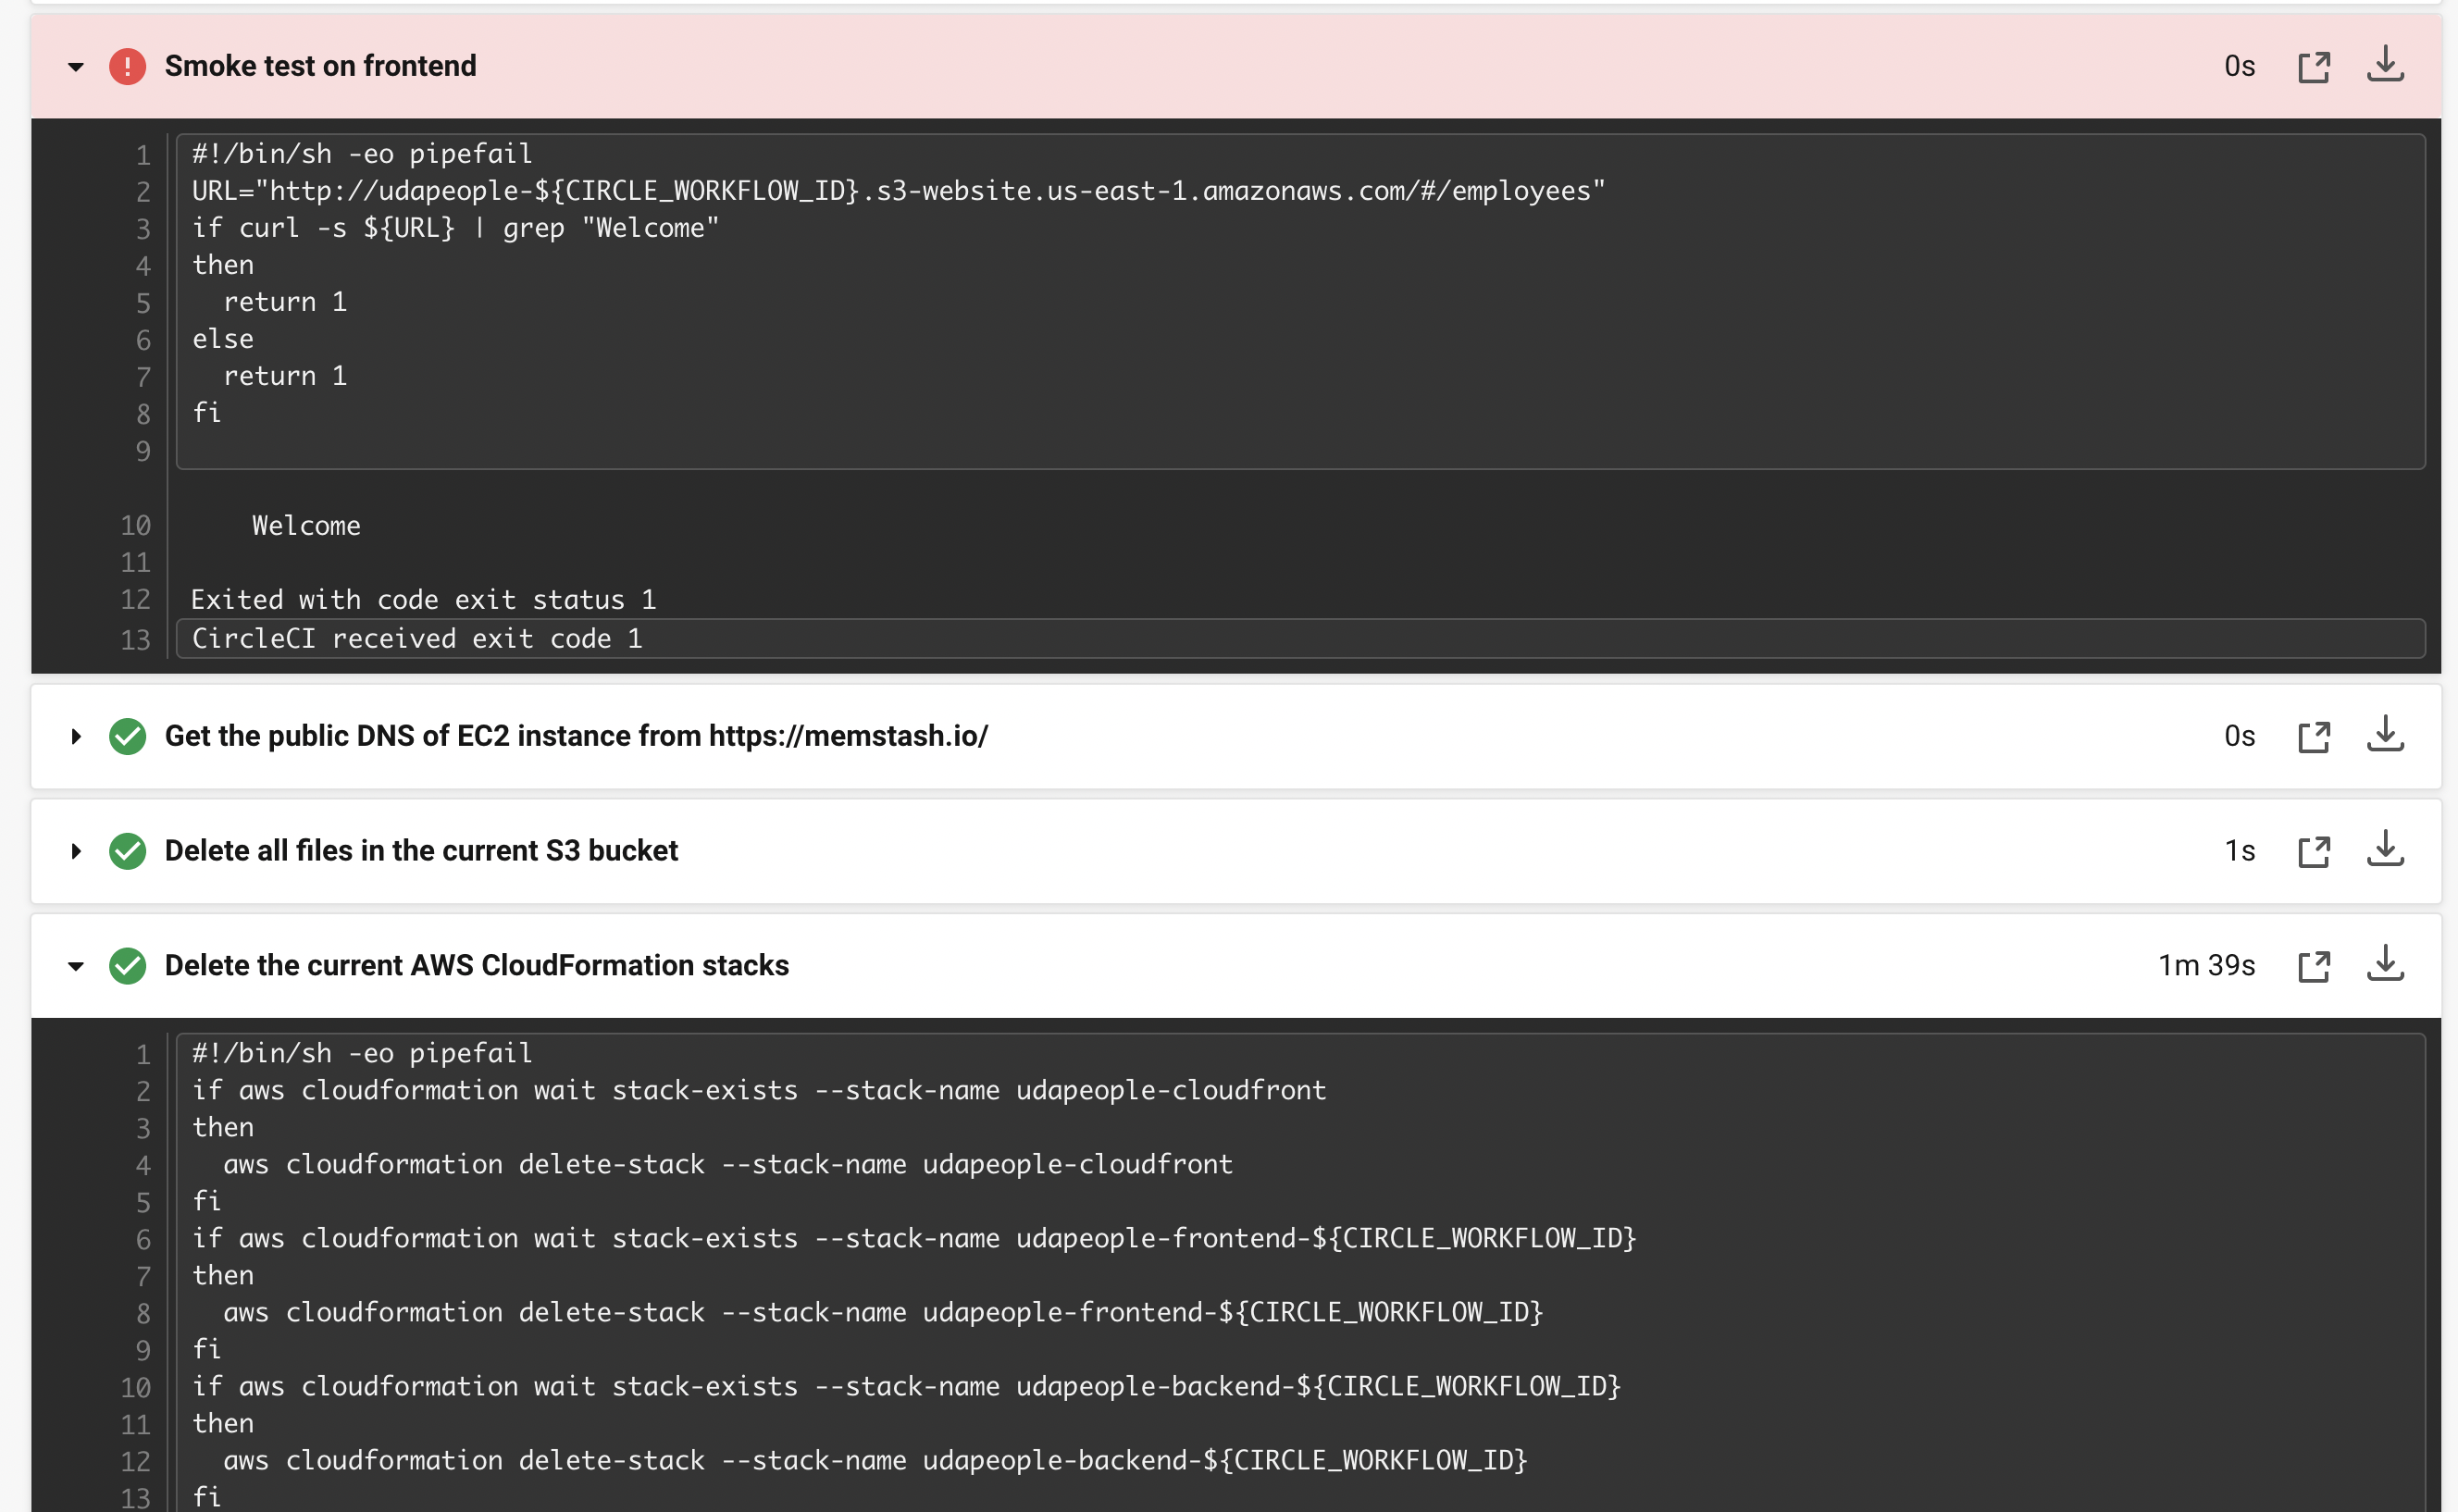 Smoke test on frontend 0s
1 #!/bin/sh -eo pipefail
2 URL="http://udapeople-${CIRCLE_WORKFLOW_ID}.s3-website.us-east-1.amazonaws.com/#/employees"
3 if curl -s ${URL} | grep "Welcome"
4 then
5   return 1
6 else
7   return 1
8 fi
9
10     Welcome
11
12 Exited with code exit status 1
13 CircleCI received exit code 1
Get the public DNS of EC2 instance from https://memstash.io/ 0s
Delete all files in the current S3 bucket 1s
Delete the current AWS CloudFormation stacks 1m 39s
1 #!/bin/sh -eo pipefail
2 if aws cloudformation wait stack-exists --stack-name udapeople-cloudfront
3 then
4   aws cloudformation delete-stack --stack-name udapeople-cloudfront
5 fi
6 if aws cloudformation wait stack-exists --stack-name udapeople-frontend-${CIRCLE_WORKFLOW_ID}
7 then
8   aws cloudformation delete-stack --stack-name udapeople-frontend-${CIRCLE_WORKFLOW_ID}
9 fi
10 if aws cloudformation wait stack-exists --stack-name udapeople-backend-${CIRCLE_WORKFLOW_ID}
11 then
12   aws cloudformation delete-stack --stack-name udapeople-backend-${CIRCLE_WORKFLOW_ID}
13 fi